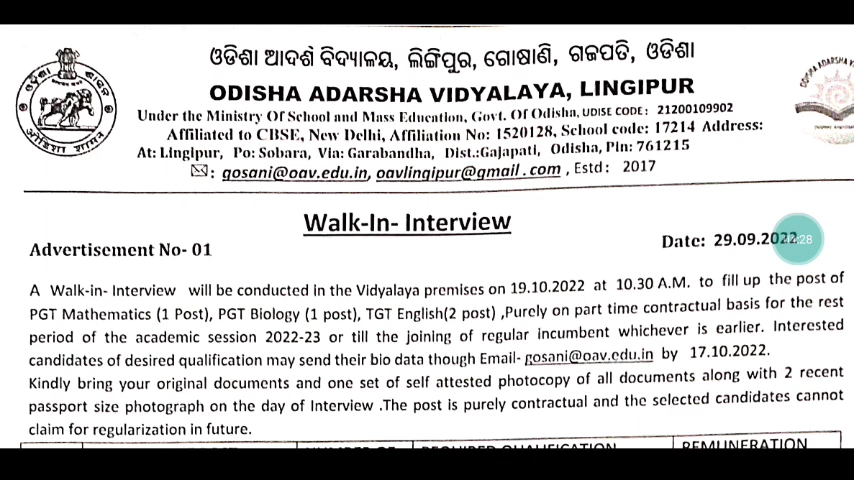 ଓଡିଶା ଆଦର୍ଶ ବିଦ୍ୟାଳୟ, ଲିଙ୍ଗିପୁର, ଗୋଷାଣି, ଗଜପତି, ଓଡିଶା
ODISHA ADARSHA VIDYALAYA, LINGIPUR
Under the Ministry Of School and Mass Education, Govt. Of Odisha, UDISE CODE: 21200109902
Affiliated to CBSE, New Delhi, Affiliation No: 1520128, School code: 17214 Address:
At: Lingipur, Po: Sobara, Via: Garabandha, Dist.:Gajapati, Odisha, Pin: 761215
: gosani@oav.edu.in, oavlingipur@gmail.com, Estd: 2017
Walk-In- Interview
Advertisement No- 01
Date: 29.09.2022
A Walk-in- Interview will be conducted in the Vidyalaya premises on 19.10.2022 at 10.30 A.M. to fill up the post of
PGT Mathematics (1 Post), PGT Biology (1 post), TGT English(2 post) ,Purely on part time contractual basis for the rest
period of the academic session 2022-23 or till the joining of regular incumbent whichever is earlier. Interested
candidates of desired qualification may send their bio data though Email- gosani@oav.edu.in by 17.10.2022.
Kindly bring your original documents and one set of self attested photocopy of all documents along with 2 recent
passport size photograph on the day of Interview .The post is purely contractual and the selected candidates cannot
claim for regularization in future.
REQUIRED QUALIFICATION
REMUNERATION